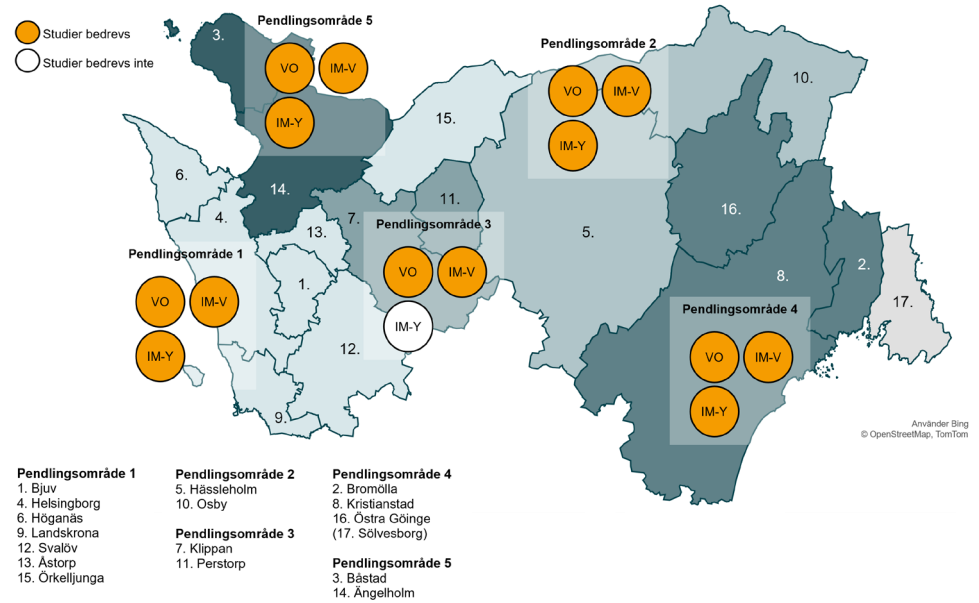 Studier bedrevs
Studier bedrevs inte
Pendlingsområde 5
3.
VO
IM-V
IM-Y
14.
Pendlingsområde 2
VO
IM-V
IM-Y
10.
15.
6.
4.
13.
7.
11.
5.
16.
8.
2.
17.
Pendlingsområde 1
VO
IM-V
IM-Y
1.
12.
9.
Pendlingsområde 3
VO
IM-V
IM-Y
Pendlingsområde 4
VO
IM-V
IM-Y
Använder Bing
© OpenStreetMap, TomTom
Pendlingsområde 1
1. Bjuv
4. Helsingborg
6. Höganäs
9. Landskrona
12. Svalöv
13. Åstorp
15. Örkelljunga
Pendlingsområde 2
5. Hässleholm
10. Osby
Pendlingsområde 3
7. Klippan
11. Perstorp
Pendlingsområde 4
2. Bromölla
8. Kristianstad
16. Östra Göinge
(17. Sölvesborg)
Pendlingsområde 5
3. Båstad
14. Ängelholm